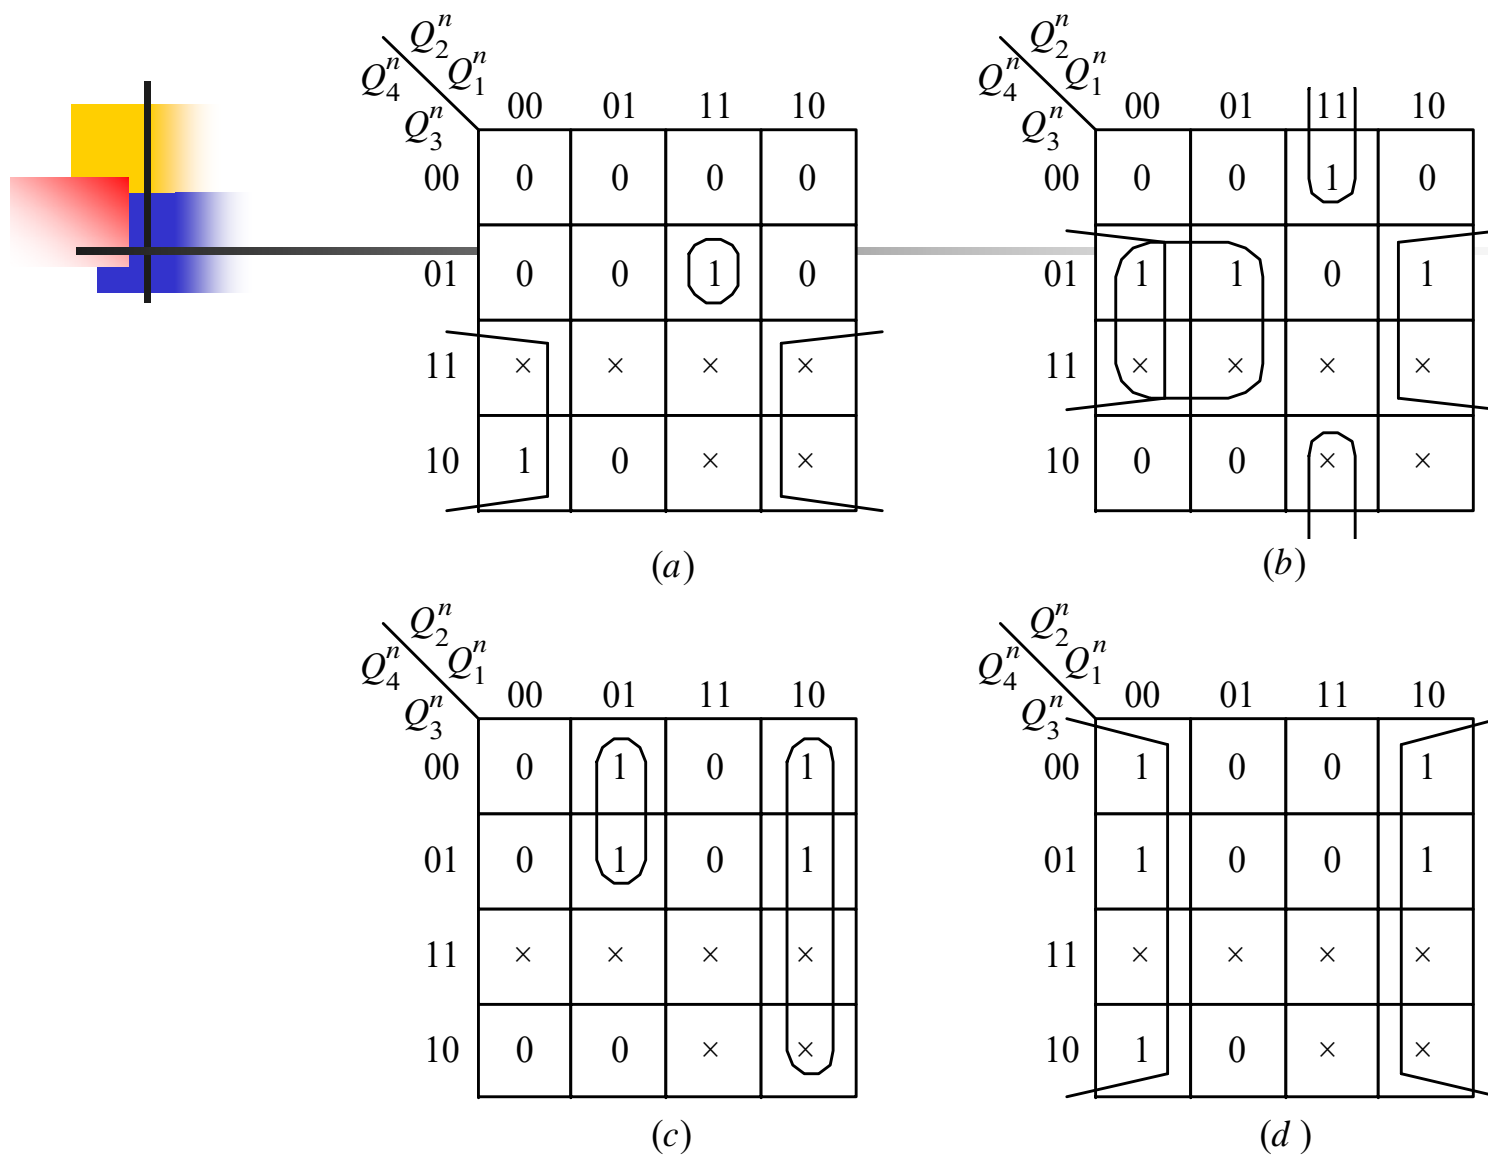 Q₂ⁿ Q₂ⁿ
Q₄ⁿ Q₁ⁿ Q₄ⁿ Q₁ⁿ
00 01 11 10 00 01 11 10
Q₃ⁿ Q₃ⁿ
00 0 0 0 0 00 0 0 1 0
01 0 0 1 0 01 1 1 0 1
11 × × × × 11 × × × ×
10 1 0 × × 10 0 0 × ×
(a) (b)
Q₂ⁿ Q₂ⁿ
Q₄ⁿ Q₁ⁿ Q₄ⁿ Q₁ⁿ
00 01 11 10 00 01 11 10
Q₃ⁿ Q₃ⁿ
00 0 1 0 1 00 1 0 0 1
01 0 1 0 1 01 1 0 0 1
11 × × × × 11 × × × ×
10 0 0 × × 10 1 0 × ×
(c) (d )